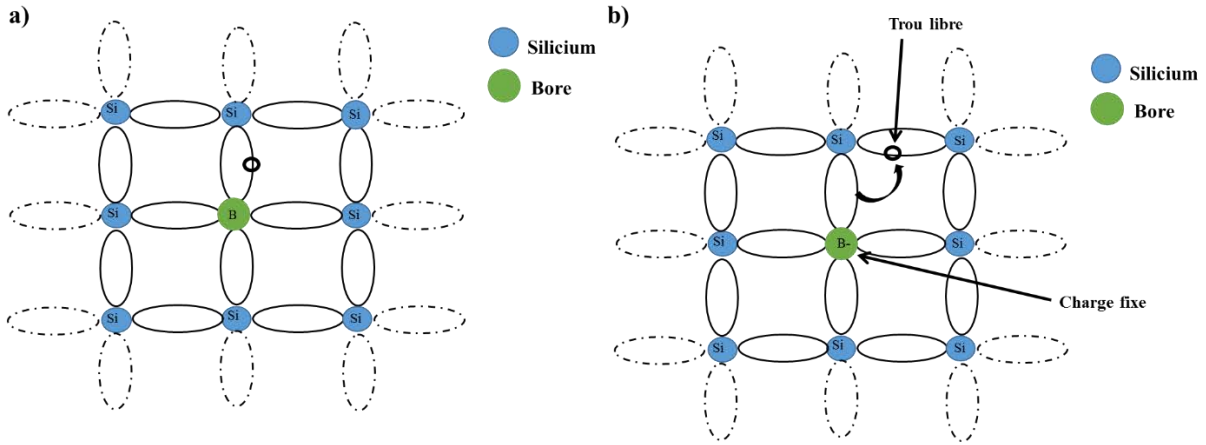 a)
Silicium
Bore
Si Si Si
Si B Si
Si Si Si
b)
Trou libre
Silicium
Bore
Si Si Si
Si B- Si
Charge fixe
Si Si Si